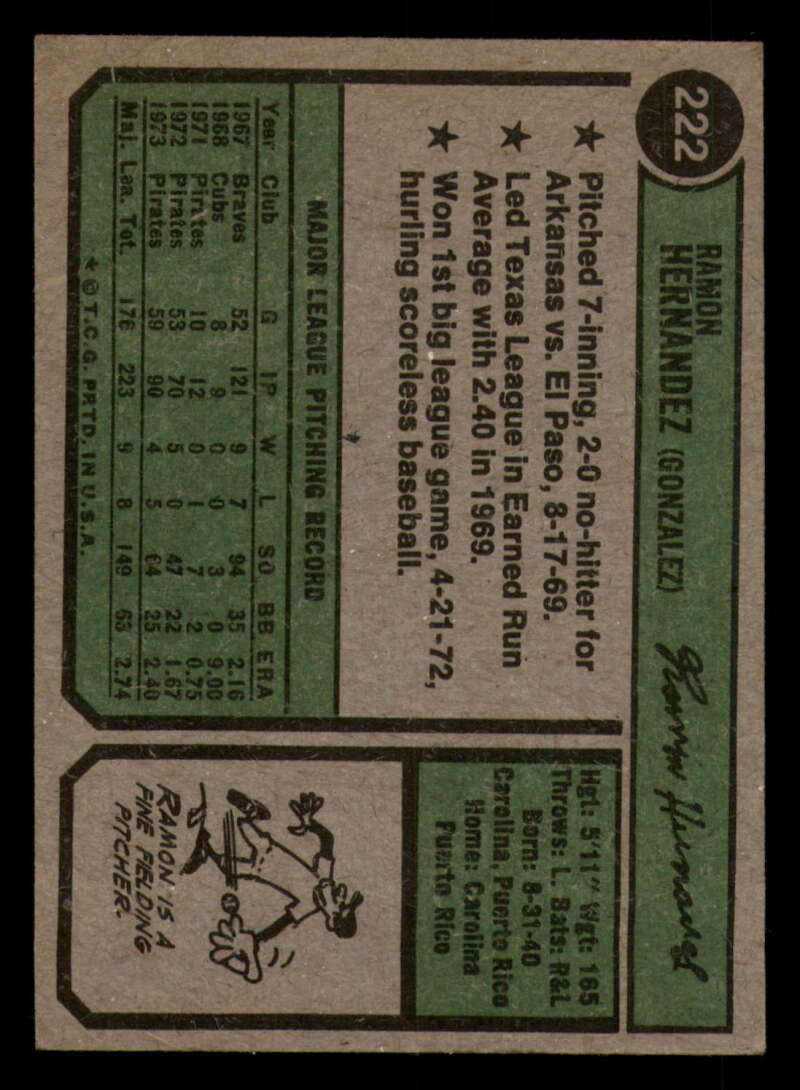 222
RAMON
HERNANDEZ (GONZALEZ)
Ramon Hernandez
★ Pitched 7-inning, 2-0 no-hitter for
Arkansas vs. El Paso, 8-17-69.
★ Led Texas League in Earned Run
Average with 2.40 in 1969.
★ Won 1st big league game, 4-21-72,
hurling scoreless baseball.
MAJOR LEAGUE PITCHING RECORD
Year Club G IP W L SO BB ERA
1967 Braves 52 121 9 7 94 35 2.16
1968 Cubs 8 9 0 0 3 0 9.00
1971 Pirates 10 12 0 1 7 2 0.75
1972 Pirates 53 70 5 0 47 22 1.67
1973 Pirates 59 90 4 5 64 25 2.40
Maj. Lea. Tot. 176 223 9 8 149 63 2.74
* © T.C.G. PRTD. IN U.S.A.
Hgt: 5'11" Wgt: 165
Throws: L. Bats: R&L
Born: 8-31-40
Carolina, Puerto Rico
Home: Carolina
Puerto Rico
RAMON IS A
FINE FIELDING
PITCHER.